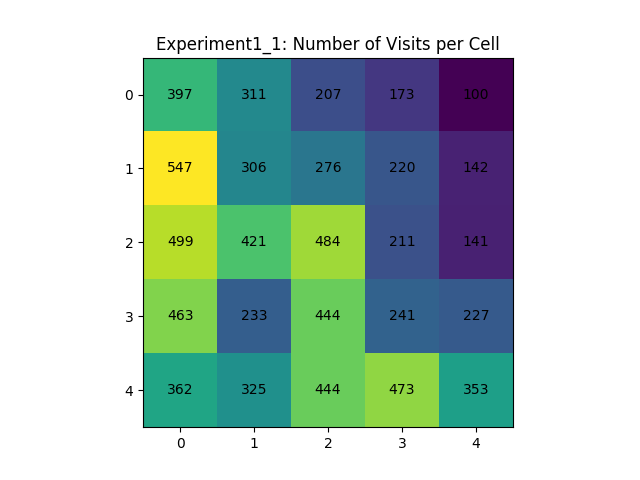 Experiment1_1: Number of Visits per Cell
0 397 311 207 173 100
1 547 306 276 220 142
2 499 421 484 211 141
3 463 233 444 241 227
4 362 325 444 473 353
0 1 2 3 4